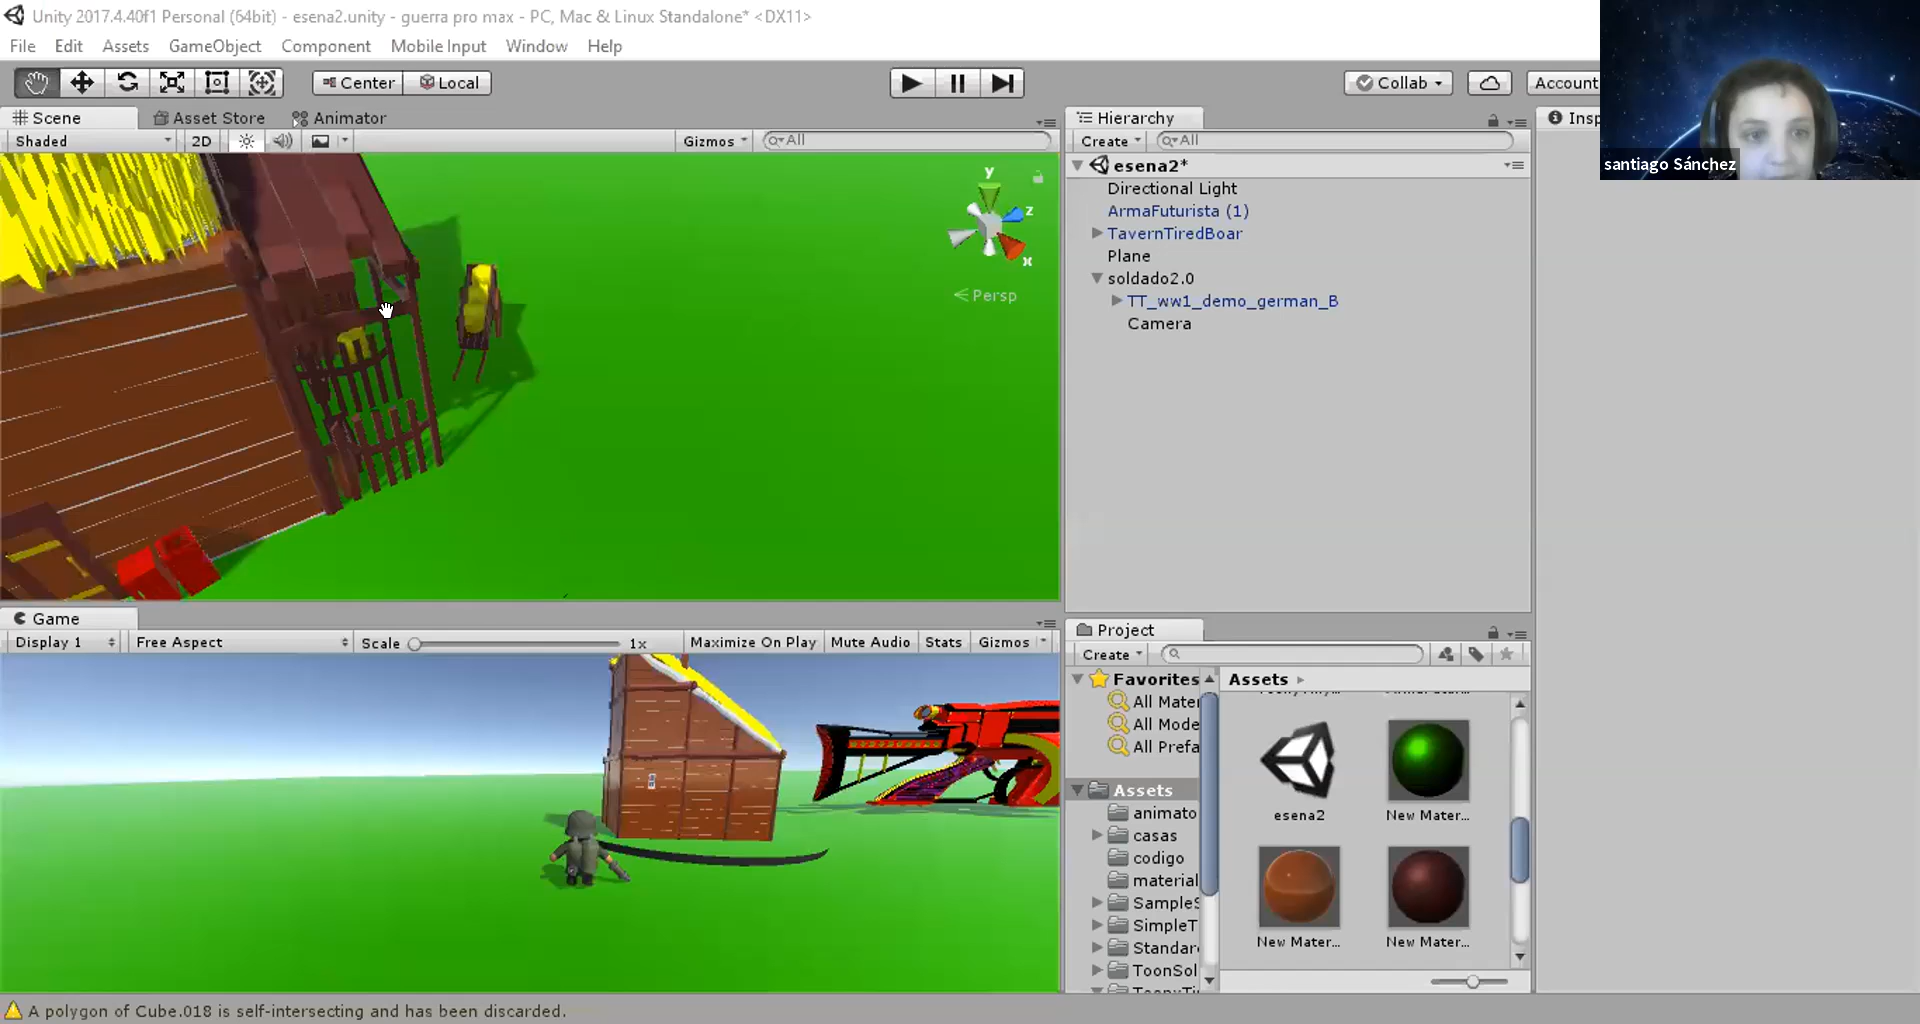 Unity 2017.4.40f1 Personal (64bit) - esena2.unity - guerra pro max - PC, Mac & Linux Standalone* <DX11>
File Edit Assets GameObject Component Mobile Input Window Help
Center Local Collab Account
santiago Sánchez
Scene Asset Store Animator
Shaded 2D Gizmos All
y
z
x
Persp
Hierarchy
Create All
esena2*
Directional Light
ArmaFuturista (1)
TavernTiredBoar
Plane
soldado2.0
TT_ww1_demo_german_B
Camera
Insp
Game
Display 1 Free Aspect Scale 1x Maximize On Play Mute Audio Stats Gizmos
Project
Create
Favorites
All Mater
All Mode
All Prefa
Assets
animato
casas
codigo
material
SampleS
SimpleT
Standar
ToonSol
Assets
esena2
New Mater...
New Mater...
New Mater...
A polygon of Cube.018 is self-intersecting and has been discarded.